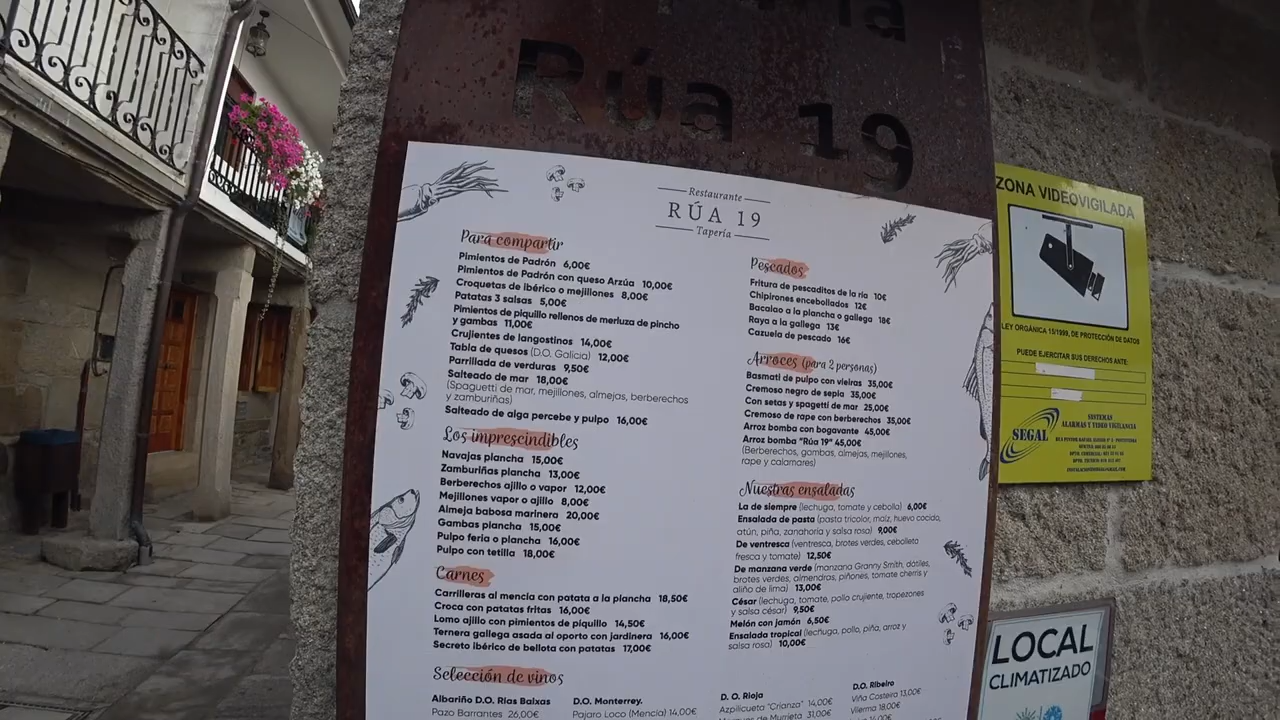 Rúa 19
Restaurante
RÚA 19
Tapería
Para compartir
Pimientos de Padrón 6,00€
Pimientos de Padrón con queso Arzúa 10,00€
Croquetas de ibérico o mejillones 8,00€
Patatas 3 salsas 5,00€
Pimientos de piquillo rellenos de merluza de pincho
y gambas 11,00€
Crujientes de langostinos 14,00€
Tabla de quesos (D.O. Galicia) 12,00€
Parrillada de verduras 9,50€
Salteado de mar 18,00€
(Spaguetti de mar, mejillones, almejas, berberechos
y zamburiñas)
Salteado de alga percebe y pulpo 16,00€
Los imprescindibles
Navajas plancha 15,00€
Zamburiñas plancha 13,00€
Berberechos ajillo o vapor 12,00€
Mejillones vapor o ajillo 8,00€
Almeja babosa marinera 20,00€
Gambas plancha 15,00€
Pulpo feria o plancha 16,00€
Pulpo con tetilla 18,00€
Carnes
Carrilleras al mencia con patata a la plancha 18,50€
Croca con patatas fritas 16,00€
Lomo ajillo con pimientos de piquillo 14,50€
Ternera gallega asada al oporto con jardinera 16,00€
Secreto ibérico de bellota con patatas 17,00€
Selección de vinos
Albariño D.O. Rias Baixas
Pazo Barrantes 26,00€
D.O. Monterrey.
Pajaro Loco (Mencia) 14,00€
Pescados
Fritura de pescaditos de la ría 10€
Chipirones encebollados 12€
Bacalao a la plancha o gallega 18€
Raya a la gallega 13€
Cazuela de pescado 16€
Arroces (para 2 personas)
Basmati de pulpo con vieiras 35,00€
Cremoso negro de sepia 35,00€
Con setas y spagetti de mar 25,00€
Cremoso de rape con berberechos 35,00€
Arroz bomba con bogavante 45,00€
Arroz bomba "Rúa 19" 45,00€
(Berberechos, gambas, almejas, mejillones,
rape y calamares)
Nuestras ensaladas
La de siempre (lechuga, tomate y cebolla) 6,00€
Ensalada de pasta (pasta tricolor, maíz, huevo cocido,
atún, piña, zanahoria y salsa rosa) 9,00€
De ventresca (ventresca, brotes verdes, cebolleta
fresca y tomate) 12,50€
De manzana verde (manzana Granny Smith, dátiles,
brotes verdes, almendras, piñones, tomate cherris y
aliño de lima) 13,00€
César (lechuga, tomate, pollo crujiente, tropezones
y salsa césar) 9,50€
Melón con jamón 6,50€
Ensalada tropical (lechuga, pollo, piña, arroz y
salsa rosa) 10,00€
D. O. Rioja
Azpilicueta "Crianza" 14,00€
Marques de Murrieta 31,00€
D.O. Ribeiro
Viña Costeira 13,00€
Vilerma 18,00€
ZONA VIDEOVIGILADA
LEY ORGÁNICA 15/1999, DE PROTECCIÓN DE DATOS
PUEDE EJERCITAR SUS DERECHOS ANTE:
SEGAL
SISTEMAS
ALARMAS Y VIDEO VIGILANCIA
LOCAL
CLIMATIZADO